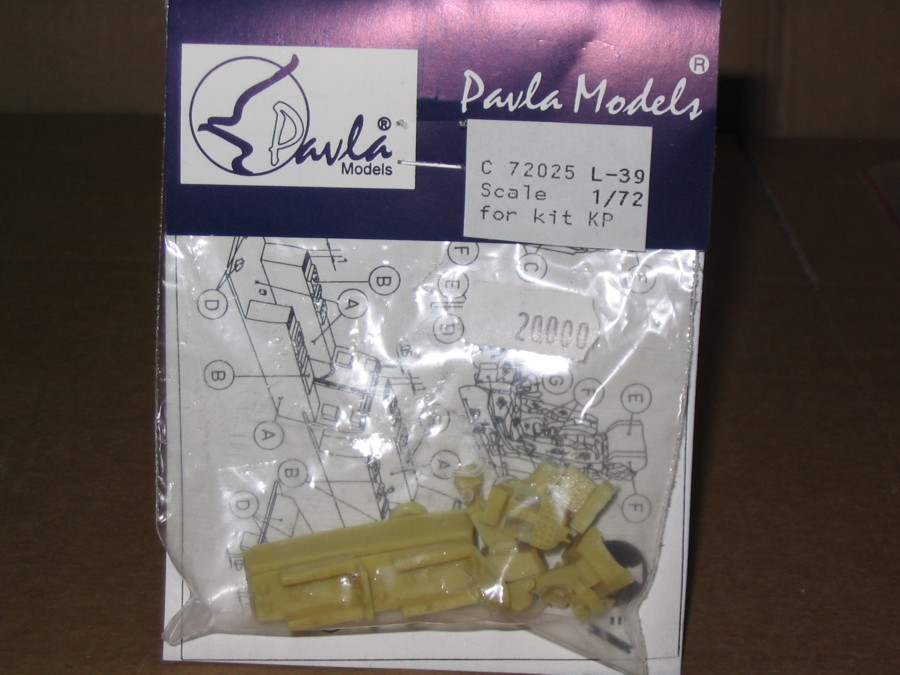 Pavla®
Models
Pavla Models®
C 72025 L-39
Scale 1/72
for kit KP
20000
F
C
B
E
D
A
D
B
G
F
E
A
A
B
D
F